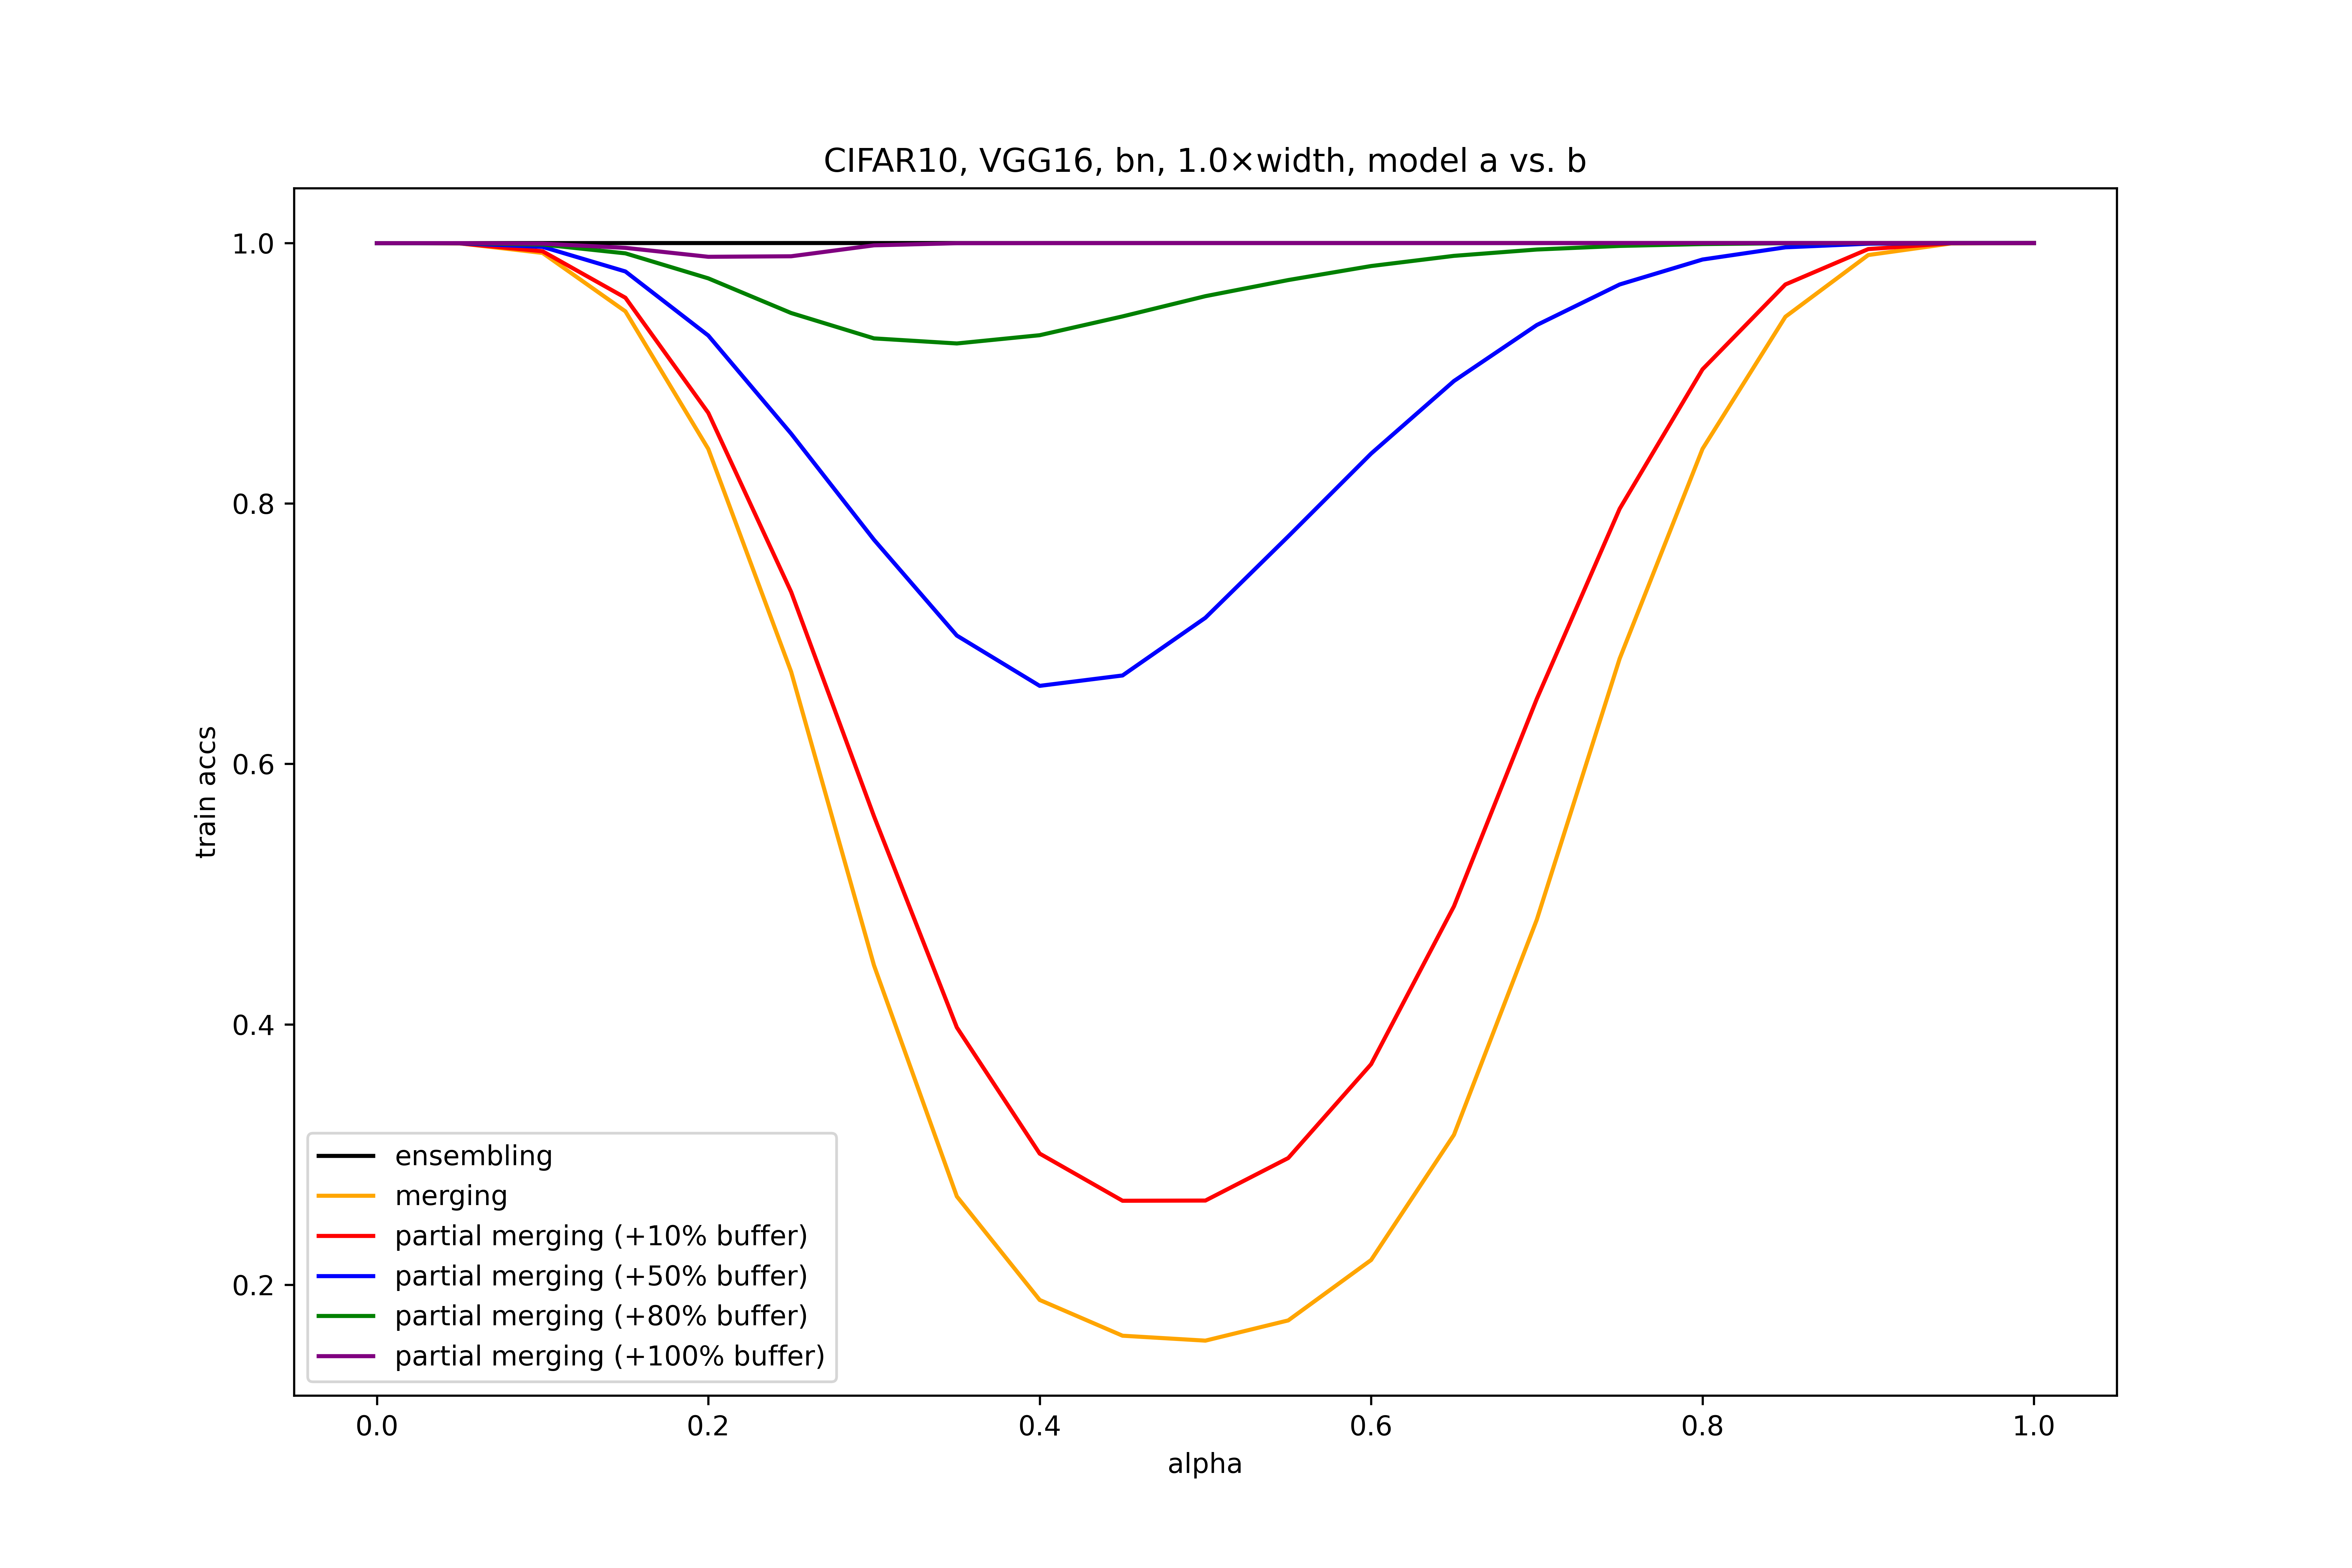 CIFAR10, VGG16, bn, 1.0×width, model a vs. b
train accs
1.0
0.8
0.6
0.4
0.2
ensembling
merging
partial merging (+10% buffer)
partial merging (+50% buffer)
partial merging (+80% buffer)
partial merging (+100% buffer)
0.0 0.2 0.4 0.6 0.8 1.0
alpha